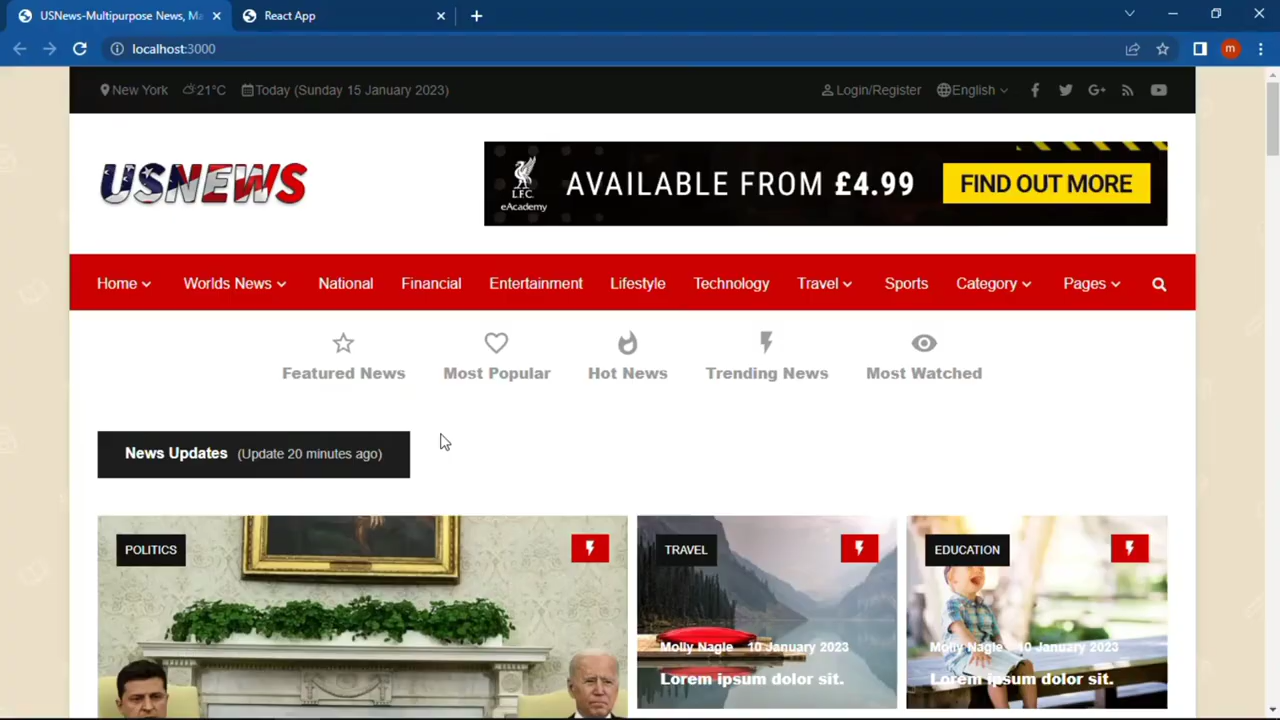 USNews-Multipurpose News, Ma
React App
localhost:3000
m
New York 21°C Today (Sunday 15 January 2023)
Login/Register English
USNEWS
L.F.C.
eAcademy
AVAILABLE FROM £4.99
FIND OUT MORE
Home Worlds News National Financial Entertainment Lifestyle Technology Travel Sports Category Pages
Featured News Most Popular Hot News Trending News Most Watched
News Updates (Update 20 minutes ago)
POLITICS
TRAVEL
Molly Nagle 10 January 2023
Lorem ipsum dolor sit.
EDUCATION
Molly Nagle 10 January 2023
Lorem ipsum dolor sit.